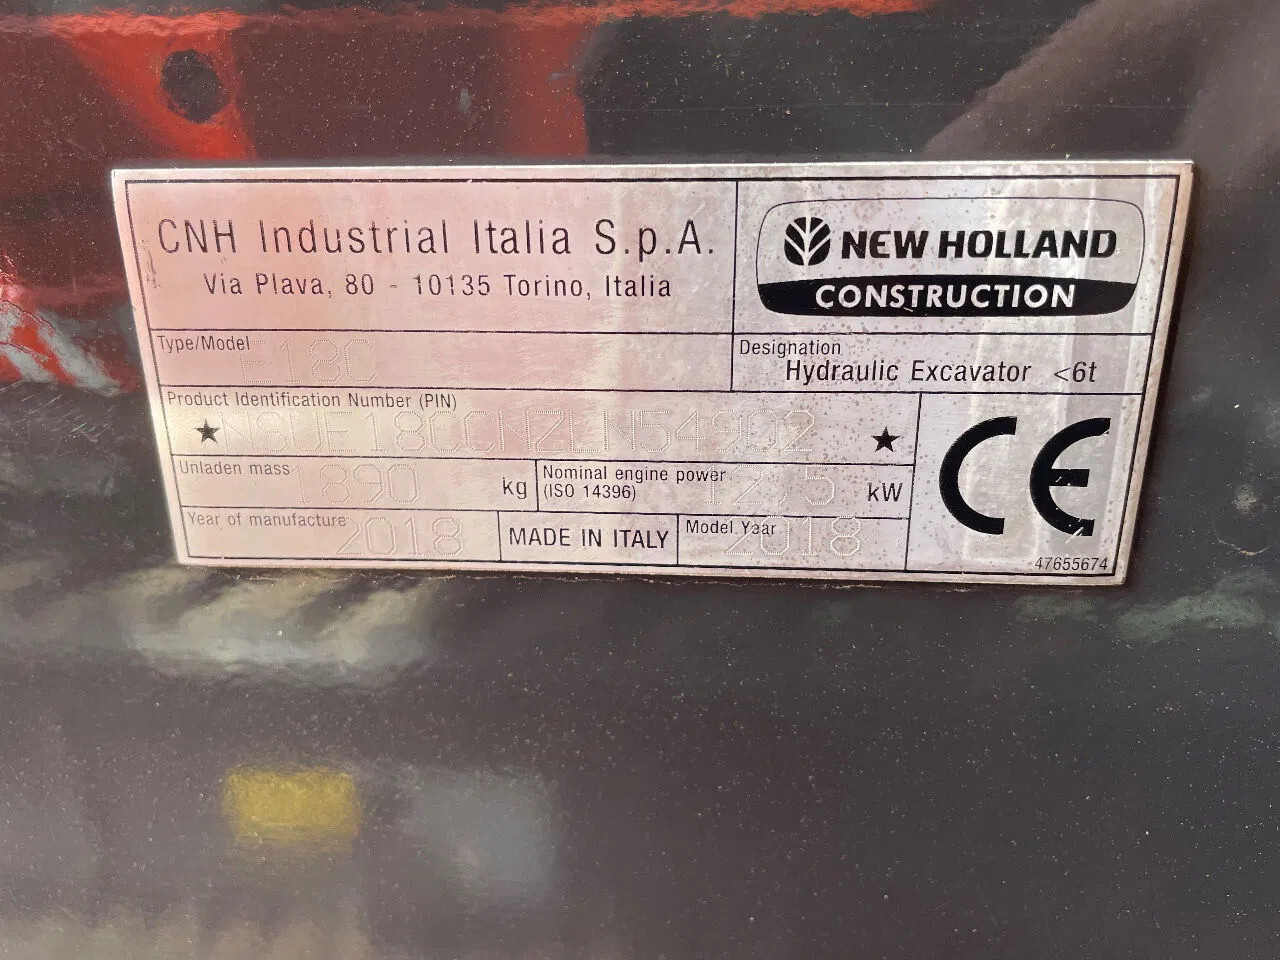 CNH Industrial Italia S.p.A.
Via Plava, 80 - 10135 Torino, Italia
NEW HOLLAND
CONSTRUCTION
Type/Model E18C
Designation
Hydraulic Excavator <6t
Product Identification Number (PIN)
★ NSUE18CCNZLN54902 ★
Unladen mass 1890 kg
Nominal engine power
(ISO 14396) 12,5 kW
CE
Year of manufacture 2018
MADE IN ITALY
Model Year 2018
47655674